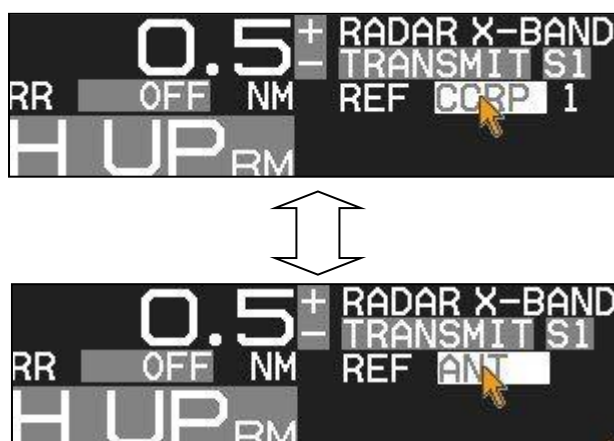 0.5 + RADAR X-BAND
- TRANSMIT S1
RR OFF NM REF CORP 1
H UP RM
0.5 + RADAR X-BAND
- TRANSMIT S1
RR OFF NM REF ANT
H UP RM